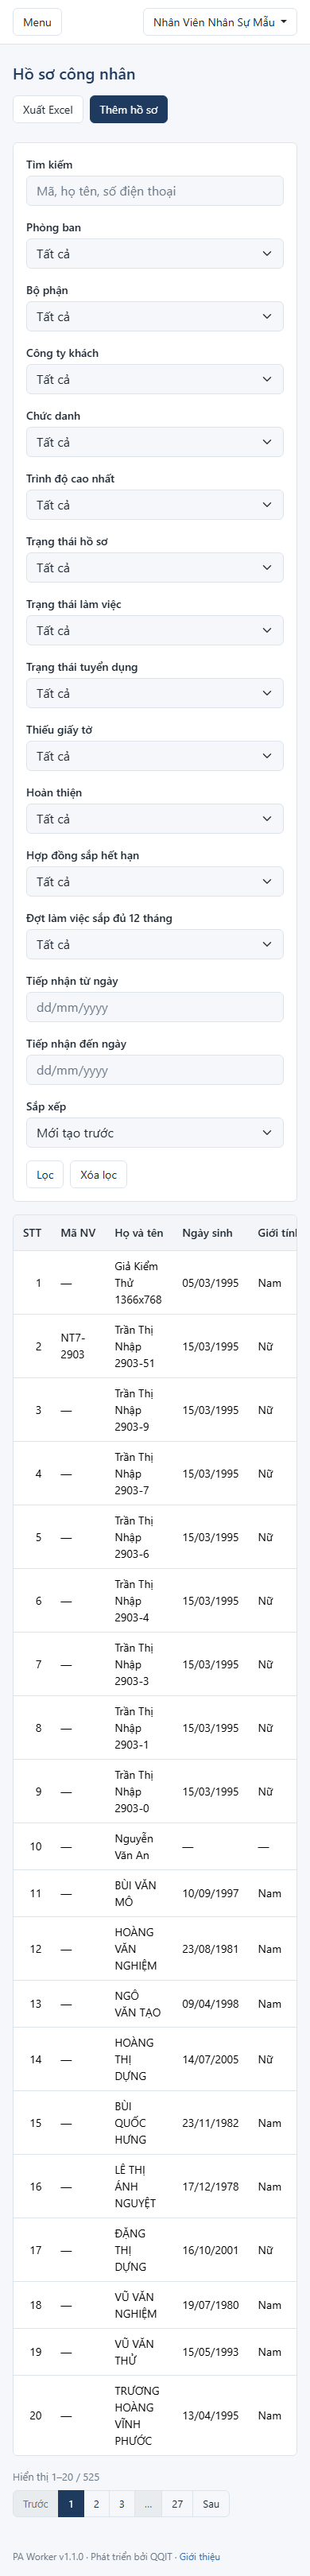 Menu
Nhân Viên Nhân Sự Mẫu
Hồ sơ công nhân
Xuất Excel
Thêm hồ sơ
Tìm kiếm
Mã, họ tên, số điện thoại
Phòng ban
Tất cả
Bộ phận
Tất cả
Công ty khách
Tất cả
Chức danh
Tất cả
Trình độ cao nhất
Tất cả
Trạng thái hồ sơ
Tất cả
Trạng thái làm việc
Tất cả
Trạng thái tuyển dụng
Tất cả
Thiếu giấy tờ
Tất cả
Hoàn thiện
Tất cả
Hợp đồng sắp hết hạn
Tất cả
Đợt làm việc sắp đủ 12 tháng
Tất cả
Tiếp nhận từ ngày
dd/mm/yyyy
Tiếp nhận đến ngày
dd/mm/yyyy
Sắp xếp
Mới tạo trước
Lọc
Xóa lọc
STT Mã NV Họ và tên Ngày sinh Giới tính
1 — Giả Kiểm Thử 1366x768 05/03/1995 Nam
2 NT7-2903 Trần Thị Nhập 2903-51 15/03/1995 Nữ
3 — Trần Thị Nhập 2903-9 15/03/1995 Nữ
4 — Trần Thị Nhập 2903-7 15/03/1995 Nữ
5 — Trần Thị Nhập 2903-6 15/03/1995 Nữ
6 — Trần Thị Nhập 2903-4 15/03/1995 Nữ
7 — Trần Thị Nhập 2903-3 15/03/1995 Nữ
8 — Trần Thị Nhập 2903-1 15/03/1995 Nữ
9 — Trần Thị Nhập 2903-0 15/03/1995 Nữ
10 — Nguyễn Văn An — —
11 — BÙI VĂN MÔ 10/09/1997 Nam
12 — HOÀNG VĂN NGHIỆM 23/08/1981 Nam
13 — NGÔ VĂN TẠO 09/04/1998 Nam
14 — HOÀNG THỊ DỰNG 14/07/2005 Nữ
15 — BÙI QUỐC HƯNG 23/11/1982 Nam
16 — LÊ THỊ ÁNH NGUYỆT 17/12/1978 Nam
17 — ĐẶNG THỊ DỰNG 16/10/2001 Nữ
18 — VŨ VĂN NGHIỆM 19/07/1980 Nam
19 — VŨ VĂN THỬ 15/05/1993 Nam
20 — TRƯƠNG HOÀNG VĨNH PHƯỚC 13/04/1995 Nam
Hiển thị 1–20 / 525
Trước 1 2 3 … 27 Sau
PA Worker v1.1.0 · Phát triển bởi QQIT · Giới thiệu